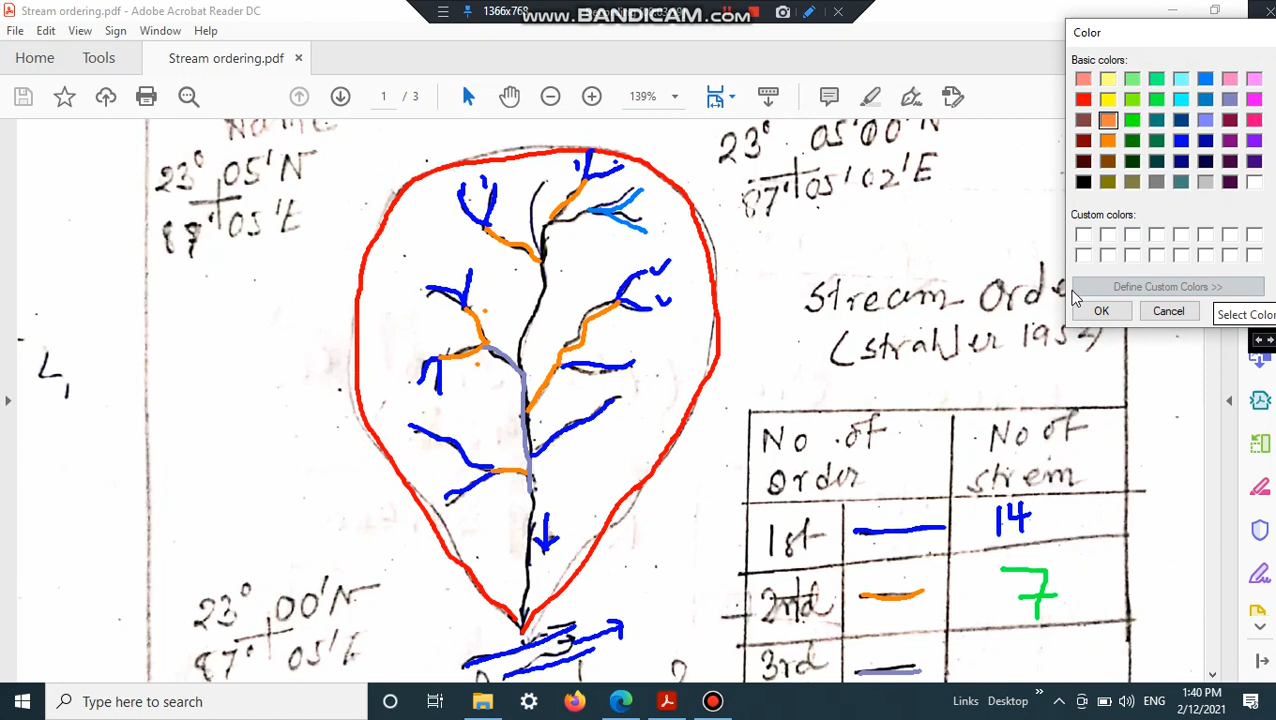 Stream ordering.pdf - Adobe Acrobat Reader DC
1366x768
www.BANDICAM.com
File Edit View Sign Window Help
Home Tools Stream ordering.pdf ×
1 / 3 139%
Color
Basic colors:
Custom colors:
Define Custom Colors >>
OK Cancel
Select Color
Name
23° 05'N
87° 05'E
23° 05'00"N
87° 05'02'E
Stream Orde
(Strahler 1952)
L1
No of Order
No of strem
1st 14
2nd 7
3rd
23° 00'N
87° 05'E
Type here to search
Links Desktop
ENG
1:40 PM
2/12/2021